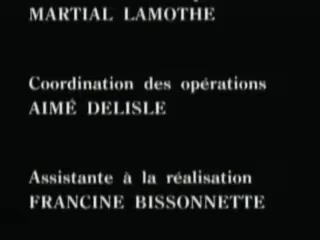 MARTIAL LAMOTHE
Coordination des opérations
AIMÉ DELISLE
Assistante à la réalisation
FRANCINE BISSONNETTE